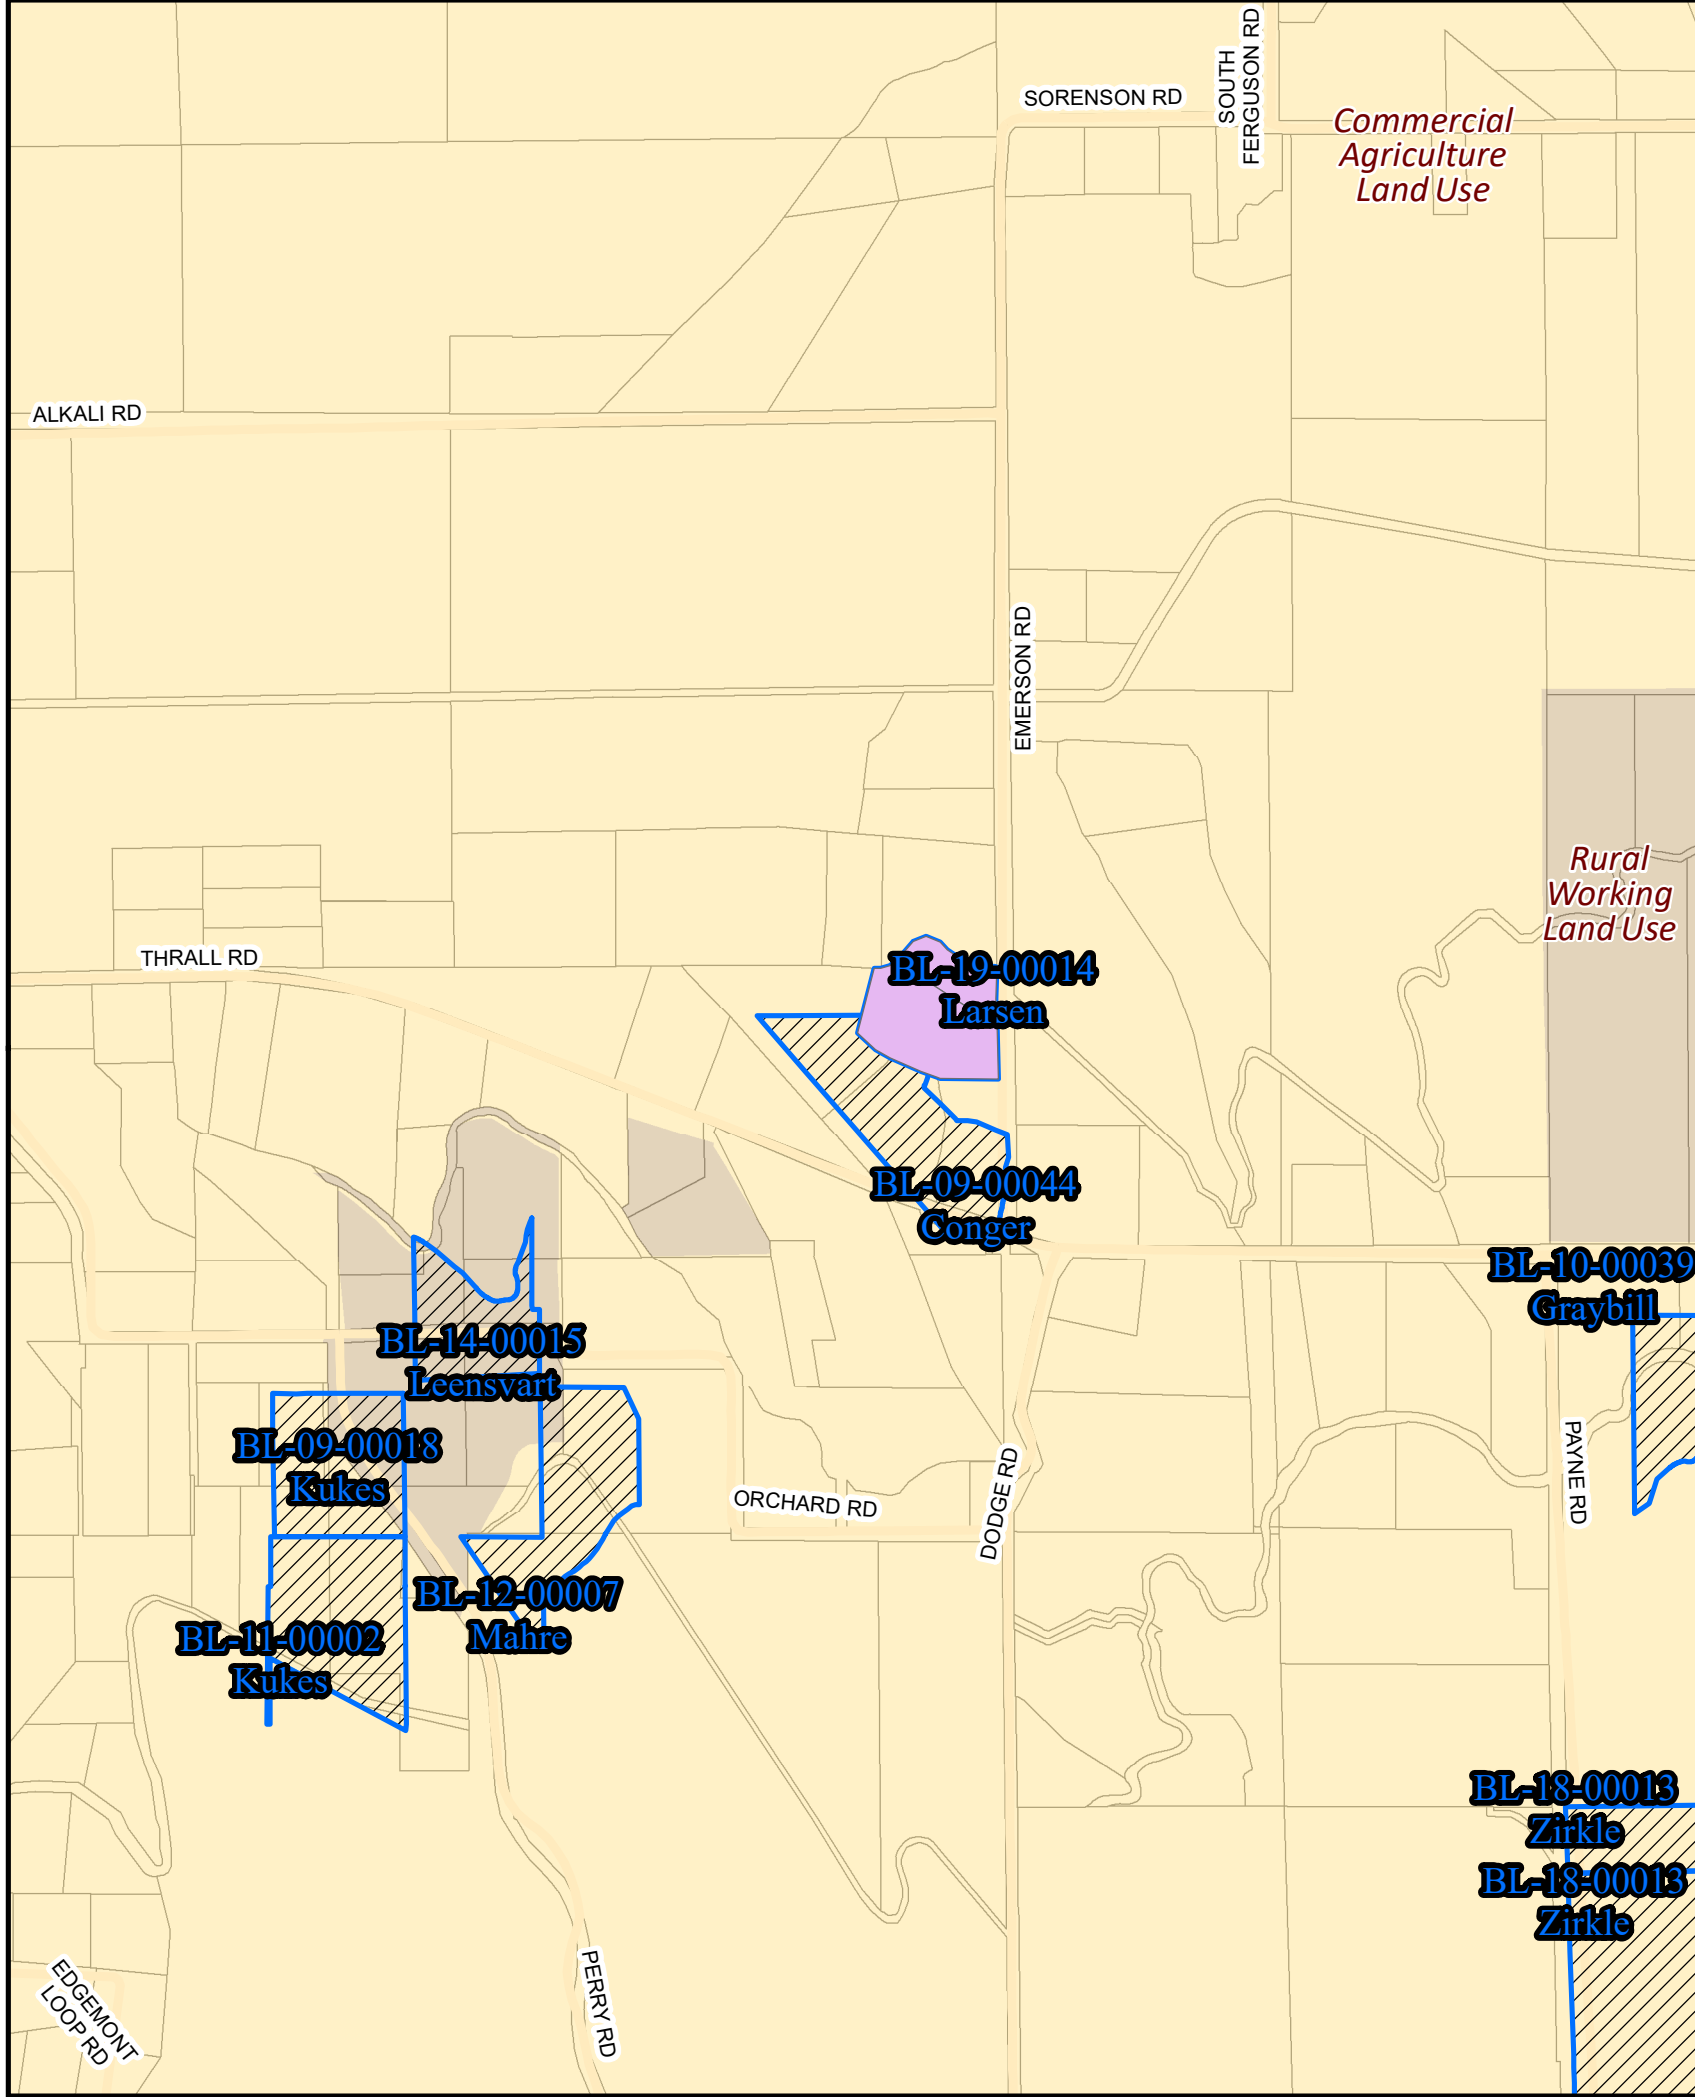 SORENSON RD
SOUTH
FERGUSON RD
Commercial
Agriculture
Land Use
ALKALI RD
EMERSON RD
Rural
Working
Land Use
THRALL RD
BL-19-00014
Larsen
BL-09-00044
Conger
BL-10-00039
Graybill
BL-14-00015
Leensvart
BL-09-00018
Kukes
ORCHARD RD
DODGE RD
PAYNE RD
BL-12-00007
Mahre
BL-11-00002
Kukes
BL-18-00013
Zirkle
BL-18-00013
Zirkle
EDGEMONT
LOOP RD
PERRY RD